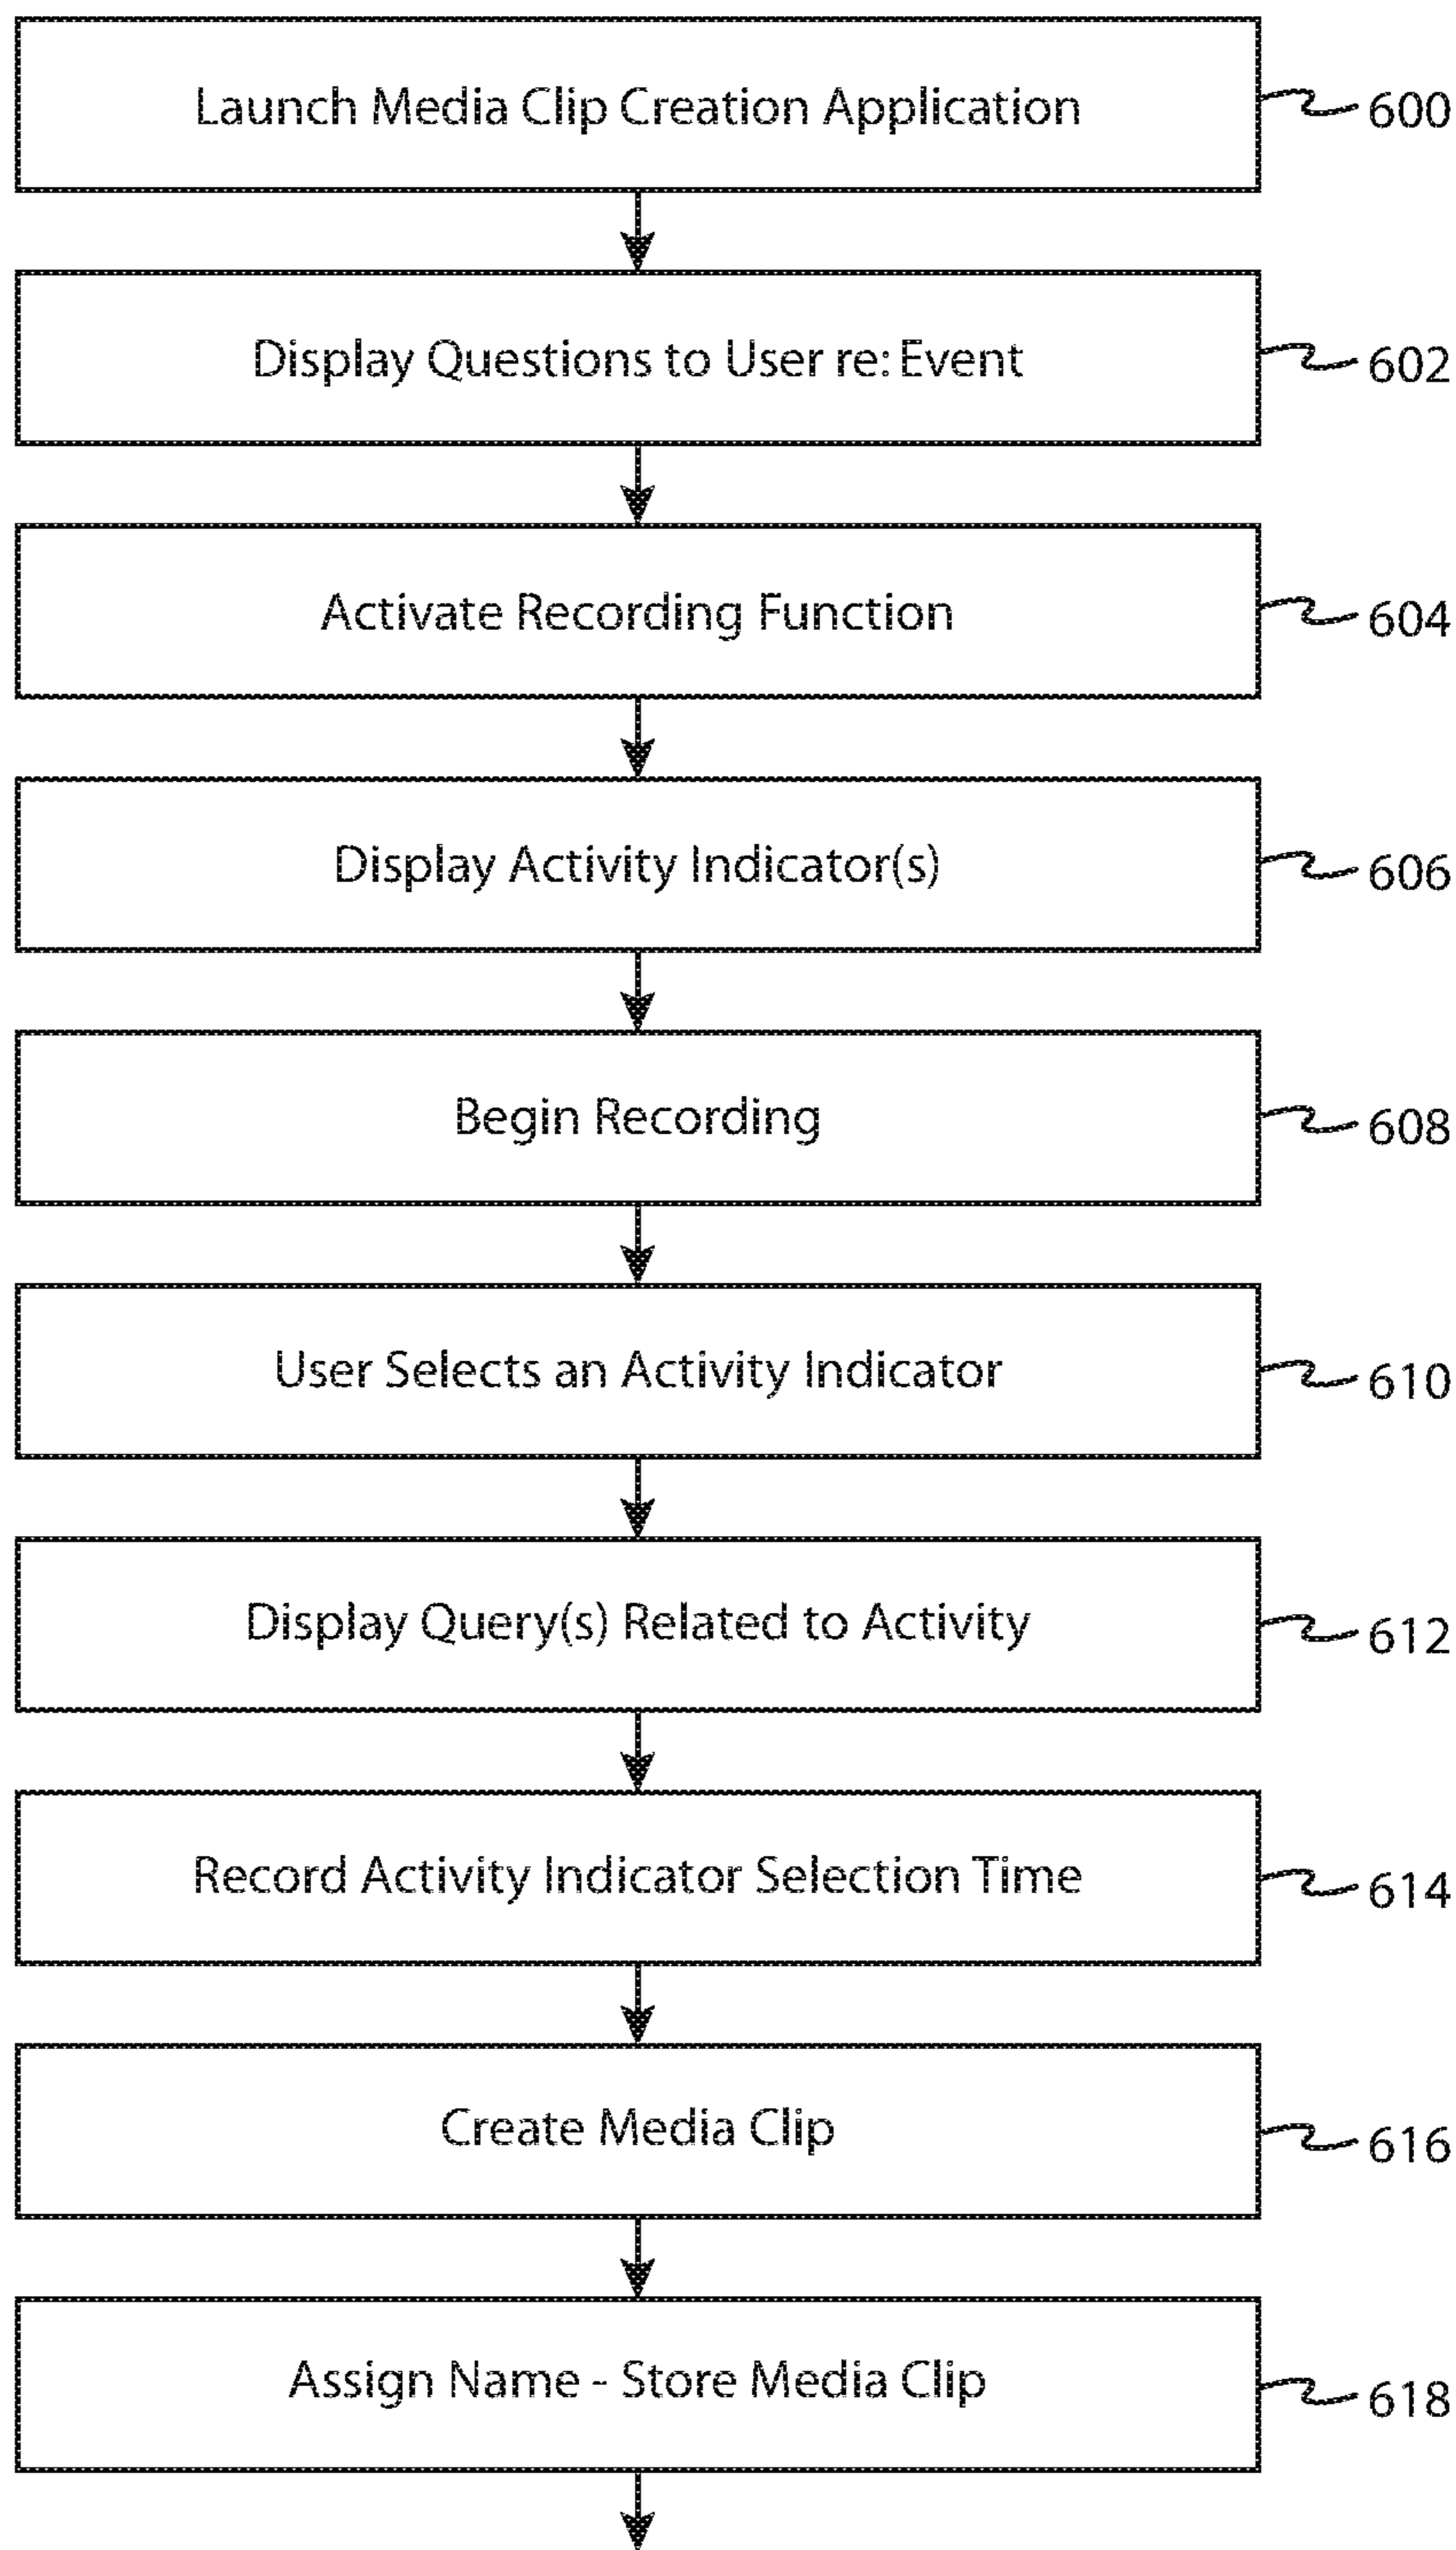 Launch Media Clip Creation Application
600
Display Questions to User re: Event
602
Activate Recording Function
604
Display Activity Indicator(s)
606
Begin Recording
608
User Selects an Activity Indicator
610
Display Query(s) Related to Activity
612
Record Activity Indicator Selection Time
614
Create Media Clip
616
Assign Name - Store Media Clip
618